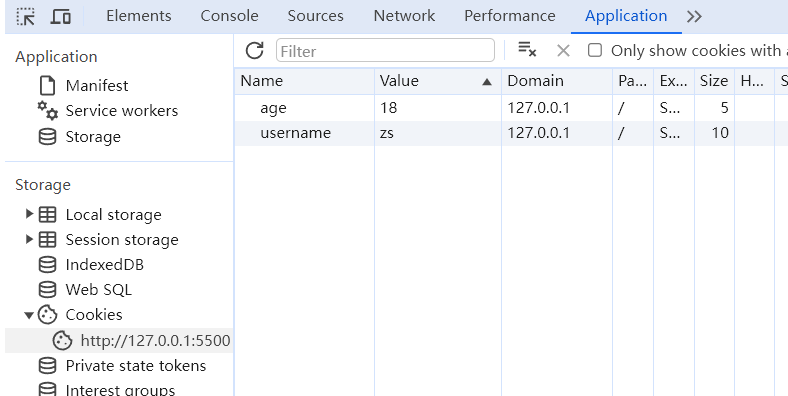 Elements Console Sources Network Performance Application
Application
Manifest
Service workers
Storage
Storage
Local storage
Session storage
IndexedDB
Web SQL
Cookies
http://127.0.0.1:5500
Private state tokens
Interest groups
Filter Only show cookies with a
Name Value Domain Pa... Ex... Size H... S
age 18 127.0.0.1 / S... 5
username zs 127.0.0.1 / S... 10